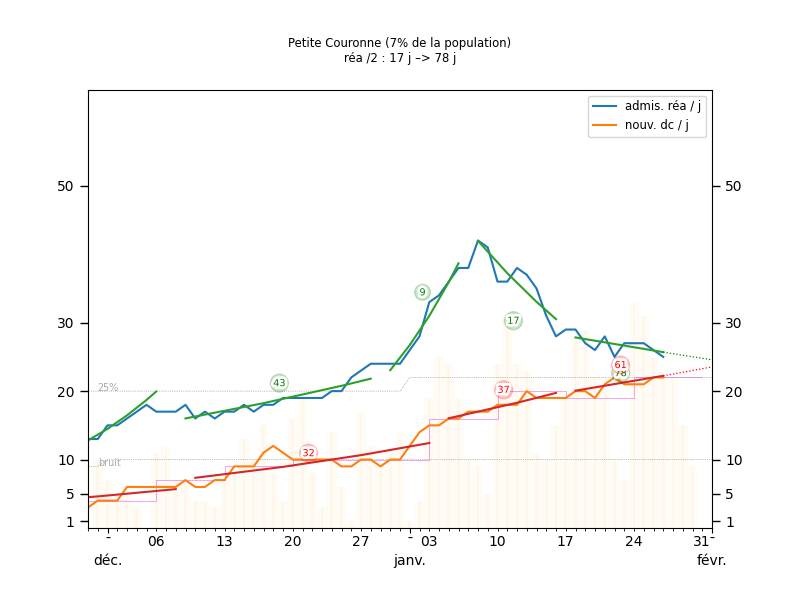 Petite Couronne (7% de la population)
réa /2 : 17 j –> 78 j
admis. réa / j
nouv. dc / j
50 50
30 30
20 20
10 10
5 5
1 1
25%
bruit
43
9
17
32
37
61
78
- 06 13 20 27 - 03 10 17 24 31-
déc. janv. févr.